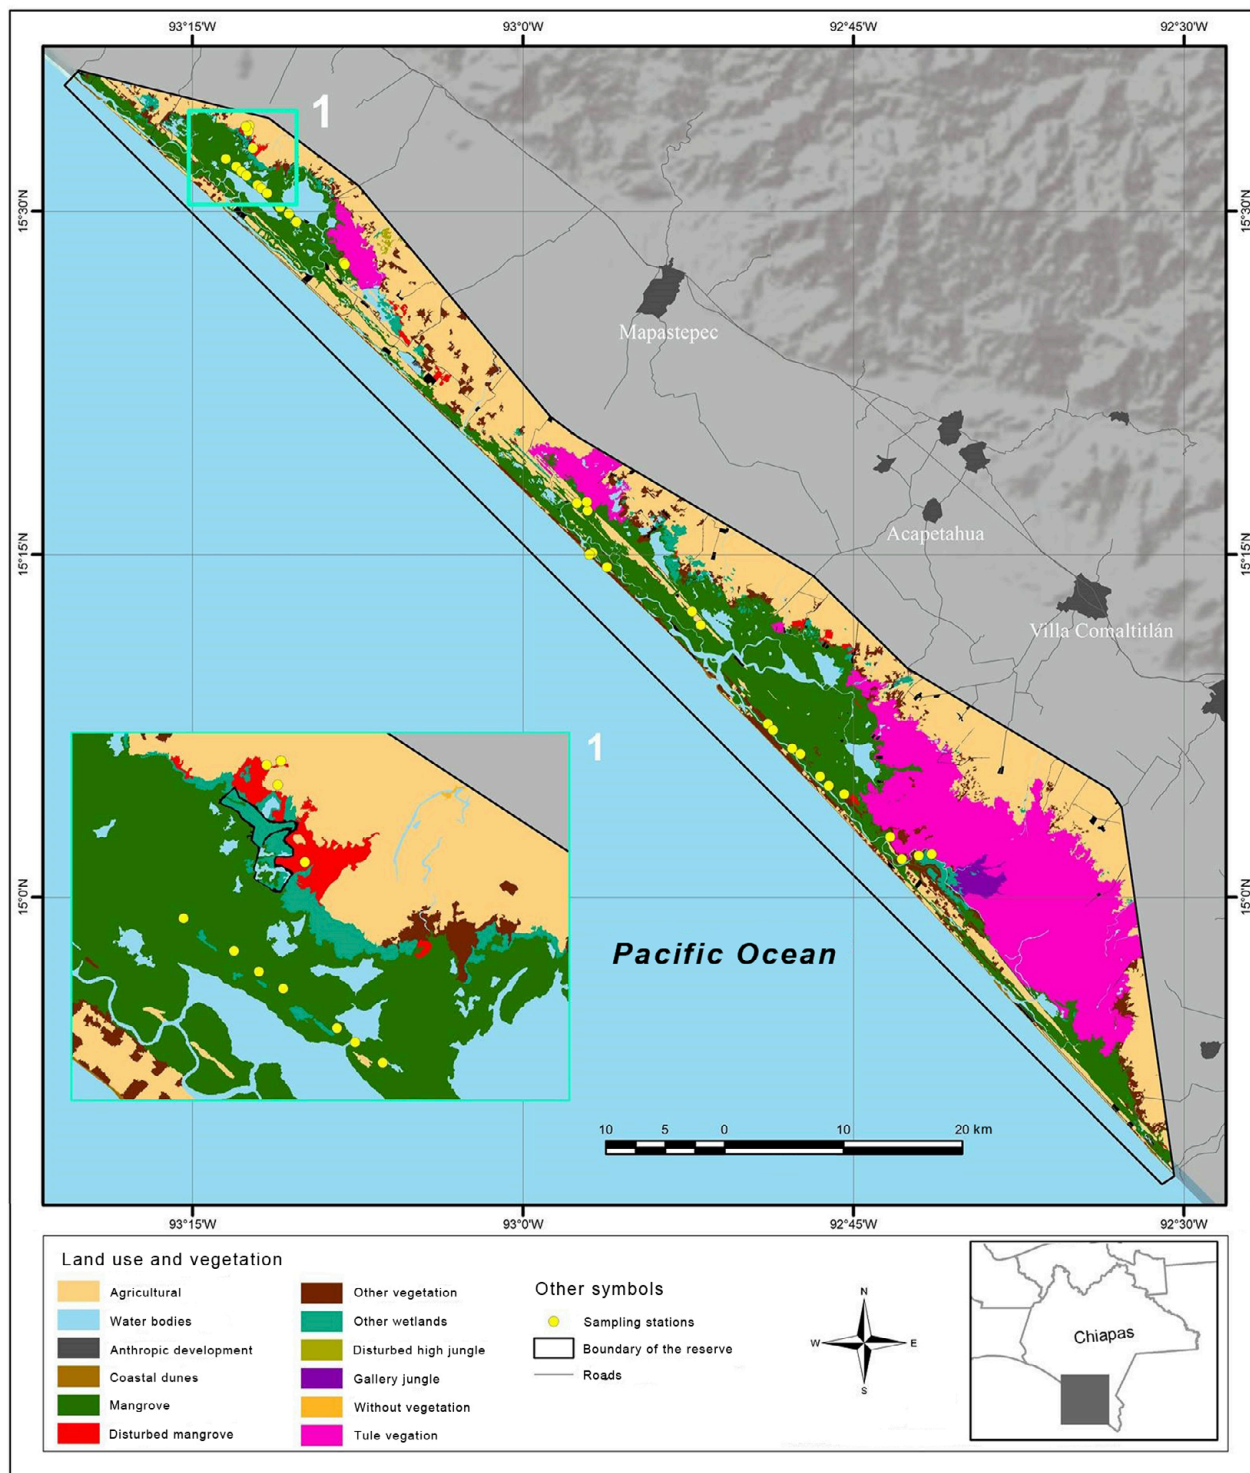 93°15'W 93°0'W 92°45'W 92°30'W
1
15°30'N 15°30'N
Mapastepec
Acapetahua
15°15'N 15°15'N
Villa Comaltitlán
1
15°0'N 15°0'N
Pacific Ocean
10 5 0 10 20 km
93°15'W 93°0'W 92°45'W 92°30'W
Land use and vegetation
Agricultural
Water bodies
Anthropic development
Coastal dunes
Mangrove
Disturbed mangrove
Other vegetation
Other wetlands
Disturbed high jungle
Gallery jungle
Without vegetation
Tule vegation
Other symbols
Sampling stations
Boundary of the reserve
Roads
N
W E
S
Chiapas